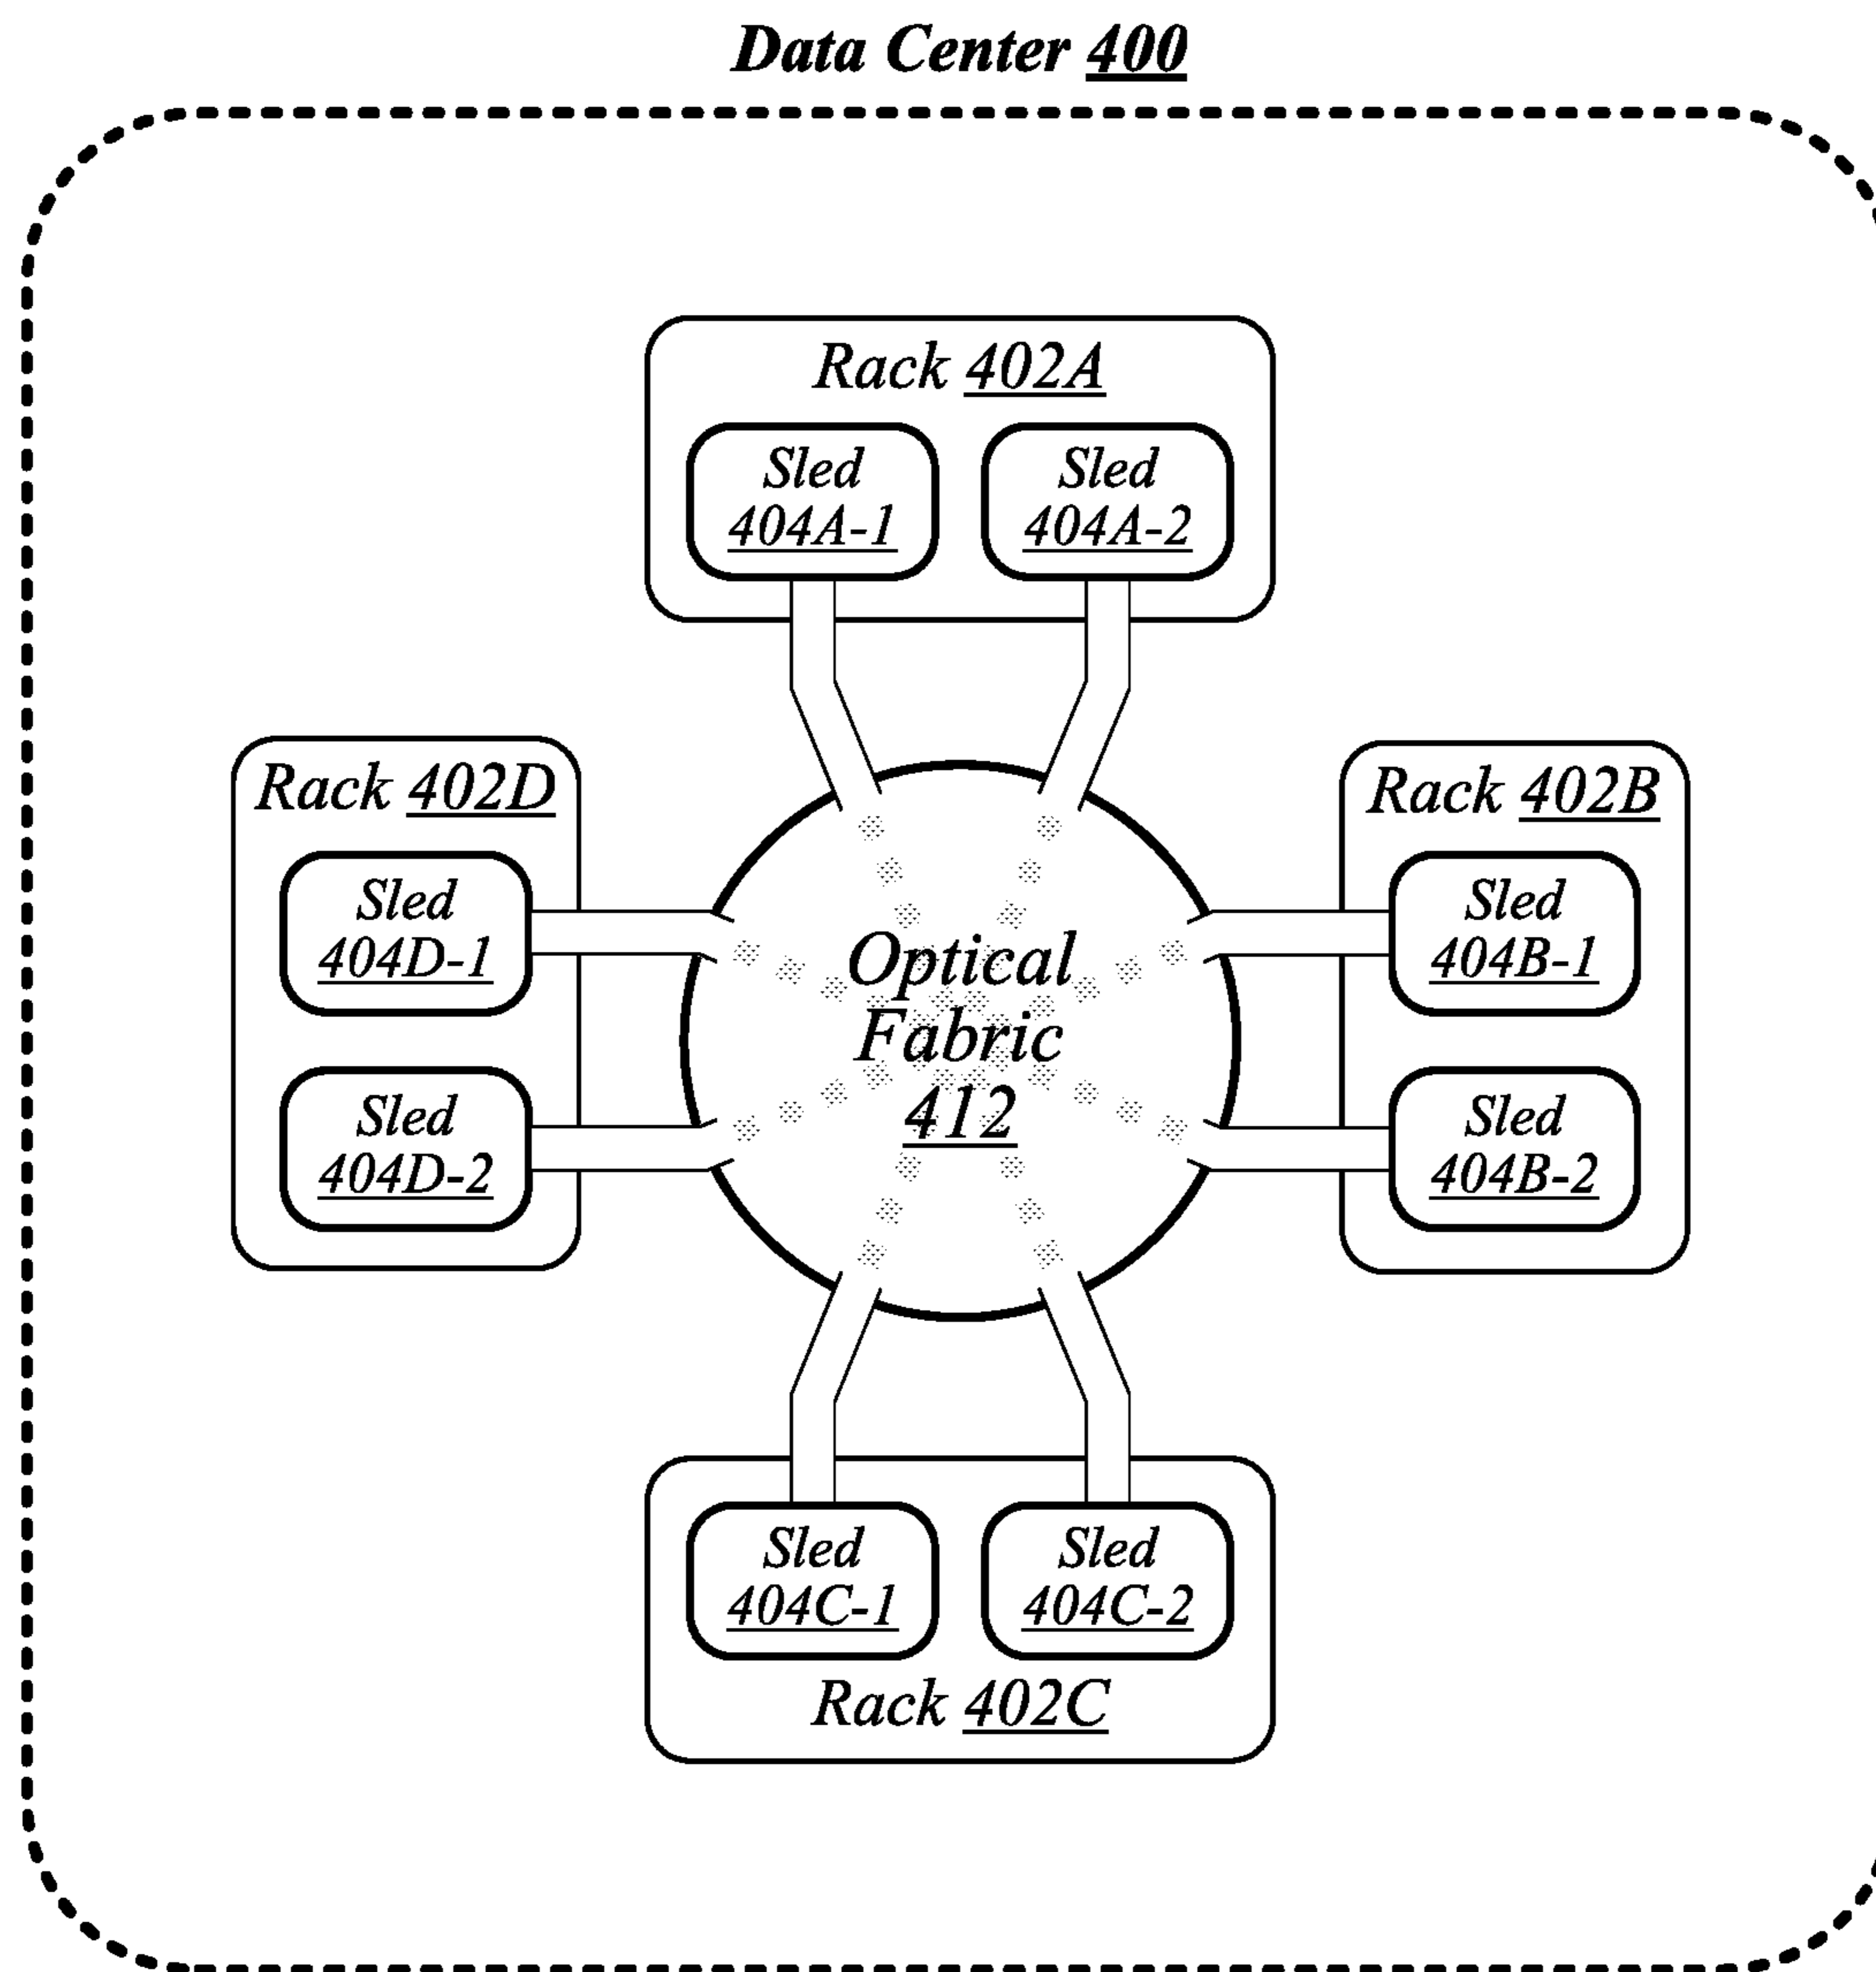 Data Center 400
Rack 402A
Sled
404A-1
Sled
404A-2
Rack 402D
Sled
404D-1
Sled
404D-2
Optical
Fabric
412
Rack 402B
Sled
404B-1
Sled
404B-2
Sled
404C-1
Sled
404C-2
Rack 402C